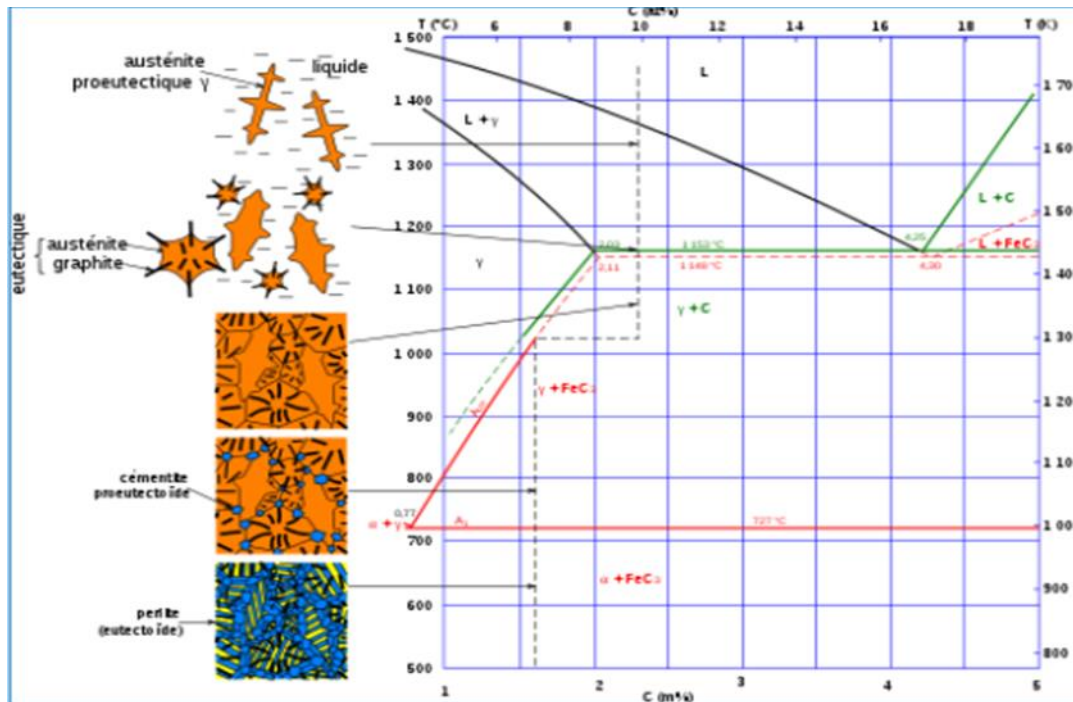 C (at%)
T (°C) 6 8 10 12 14 16 18 T (K)
1 500
austénite
proeutectique γ
liquide
L
1 70
1 400
L + γ
1 60
1 300
L + C
1 50
1 200
4,25
eutectique
austénite
graphite
2,03
1 153 °C
L + FeC₃
γ
2,11
1 148 °C
4,30
1 40
1 100
γ + C
1 30
1 000
γ + FeC₃
1 20
900
1 10
cémentite
proeutectoïde
800
0,77
α + γ
A₁
727 °C
1 00
700
α + FeC₃
perlite
(eutectoïde)
600
900
800
500
1 2 3 4 5
C (m%)